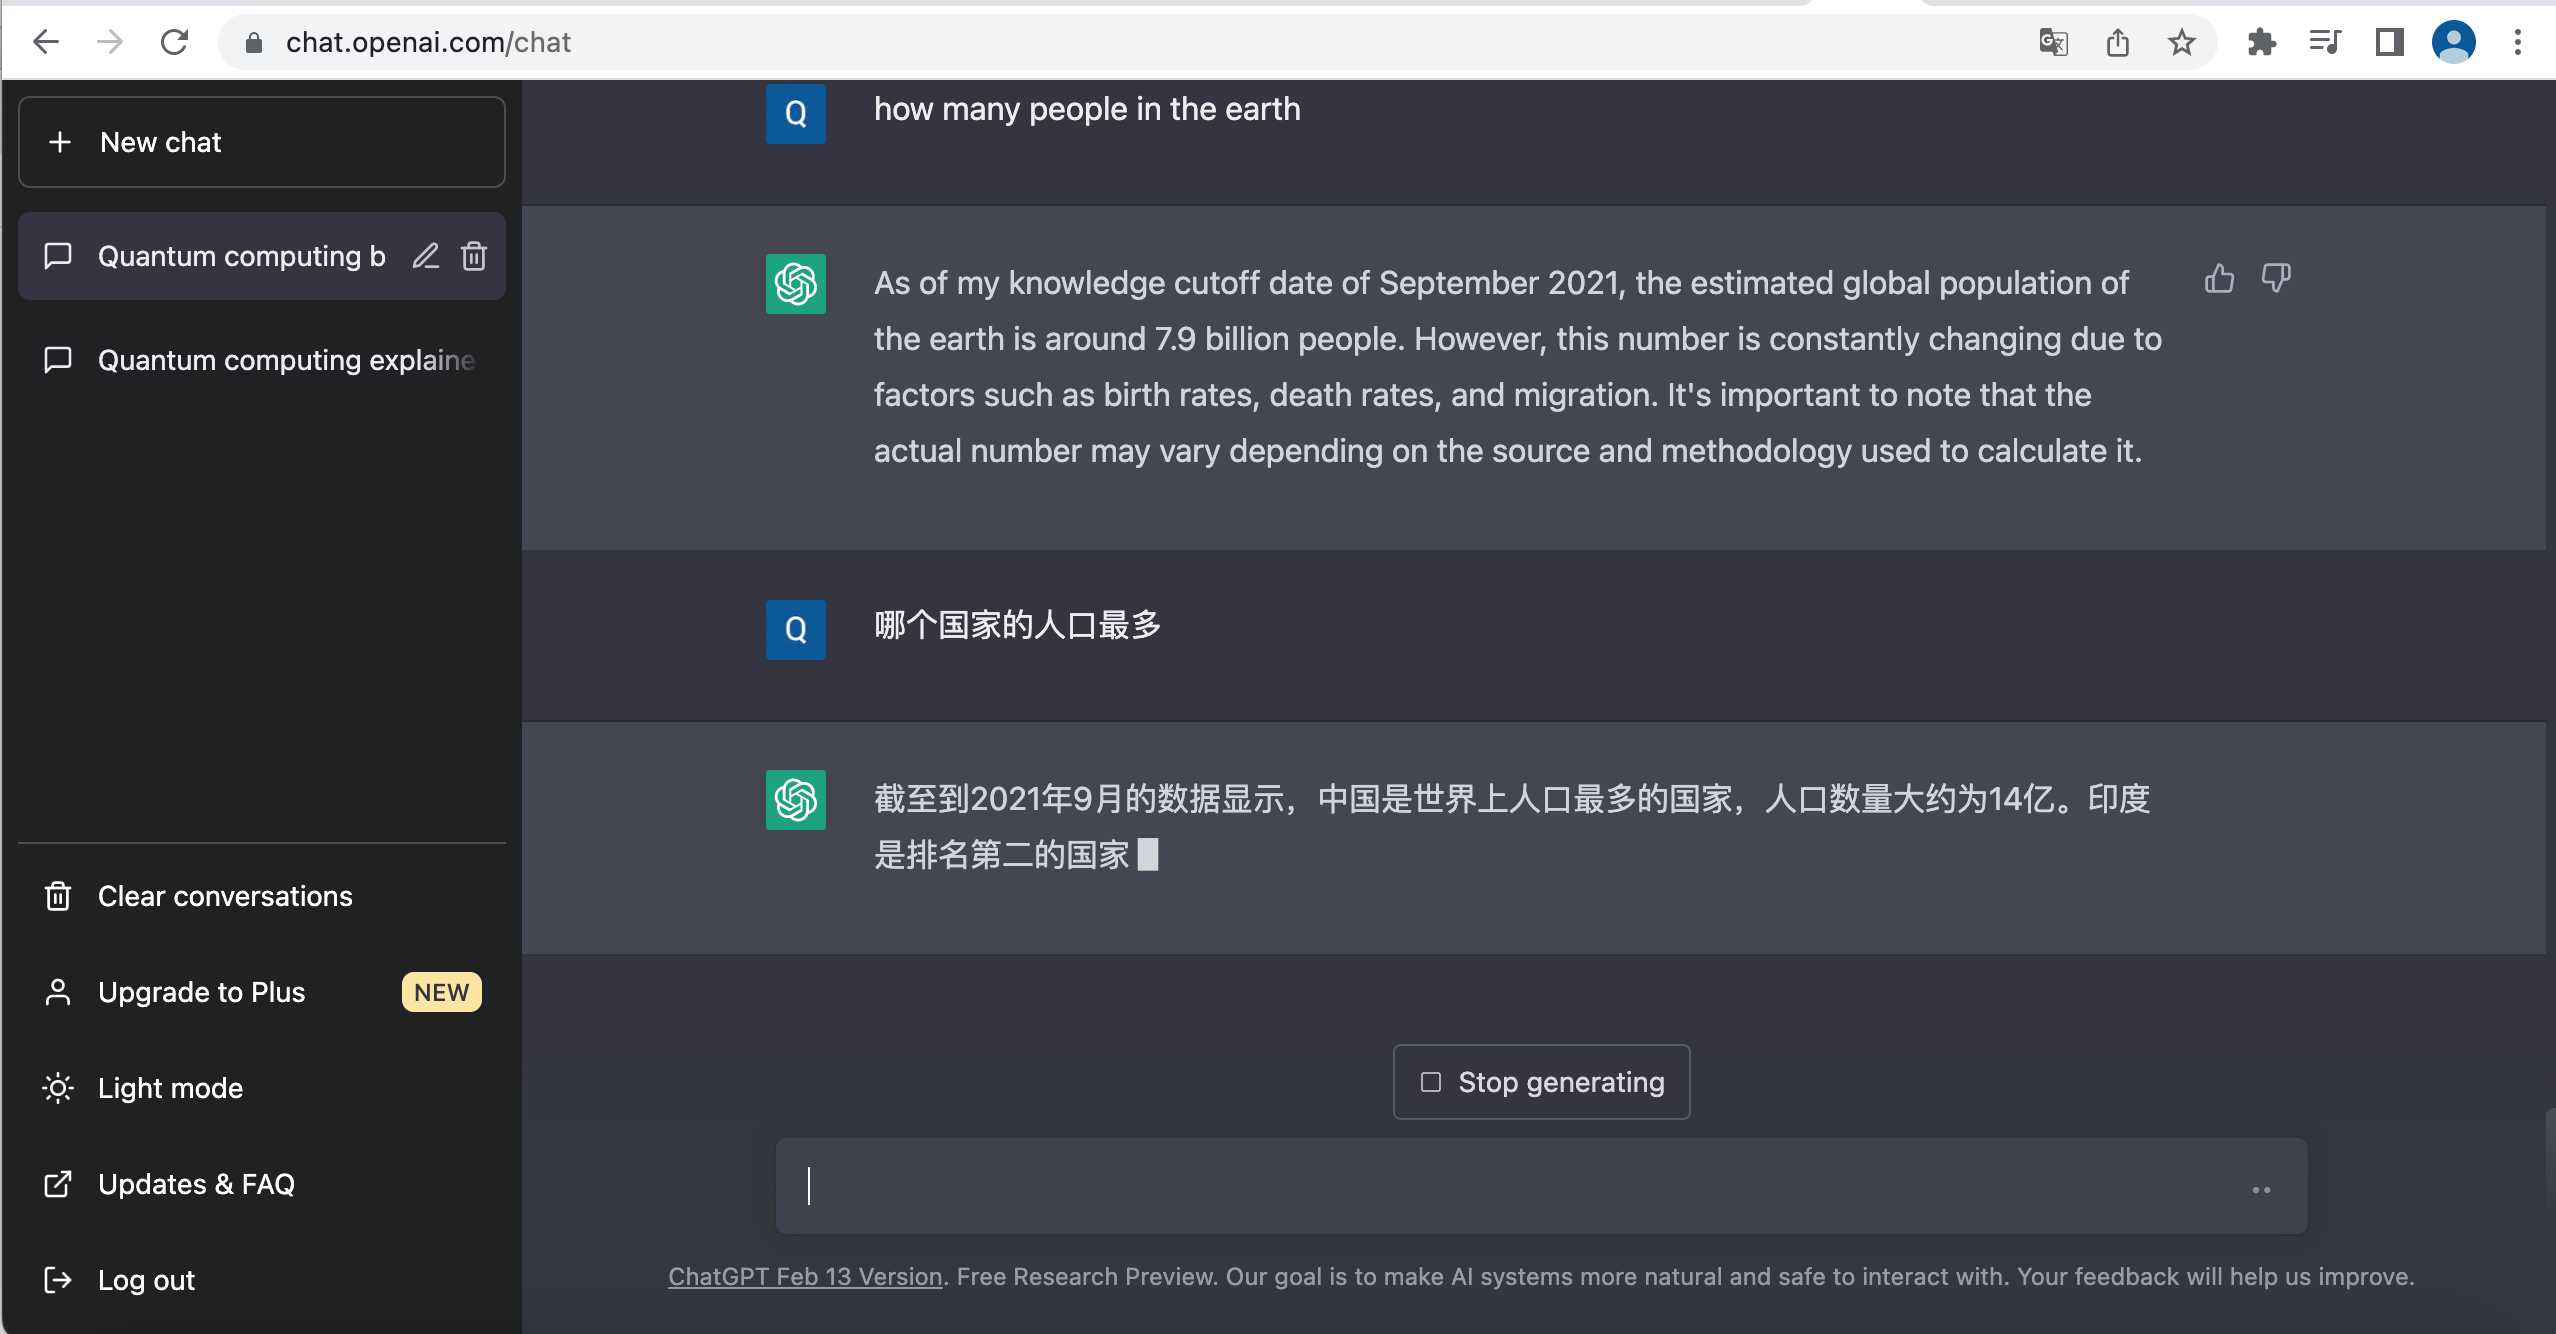 chat.openai.com/chat
New chat
Quantum computing b
Quantum computing explaine
Clear conversations
Upgrade to Plus NEW
Light mode
Updates & FAQ
Log out
Q how many people in the earth
As of my knowledge cutoff date of September 2021, the estimated global population of
the earth is around 7.9 billion people. However, this number is constantly changing due to
factors such as birth rates, death rates, and migration. It's important to note that the
actual number may vary depending on the source and methodology used to calculate it.
Q 哪个国家的人口最多
截至到2021年9月的数据显示，中国是世界上人口最多的国家，人口数量大约为14亿。印度
是排名第二的国家
Stop generating
ChatGPT Feb 13 Version. Free Research Preview. Our goal is to make AI systems more natural and safe to interact with. Your feedback will help us improve.